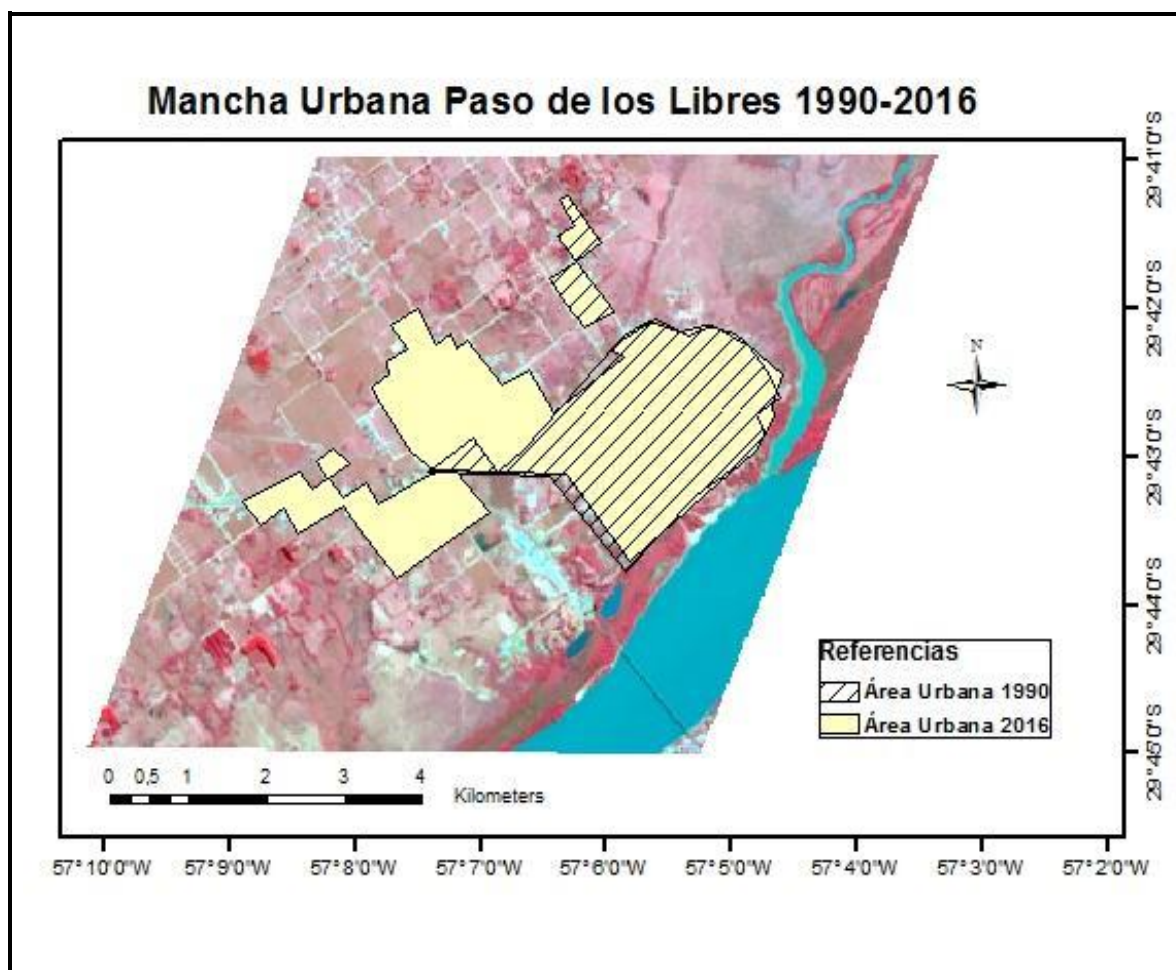 Mancha Urbana Paso de los Libres 1990-2016
29°41'0"S
29°42'0"S
29°43'0"S
29°44'0"S
29°45'0"S
N
Referencias
Área Urbana 1990
Área Urbana 2016
0 0,5 1 2 3 4
Kilometers
57°10'0"W 57°9'0"W 57°8'0"W 57°7'0"W 57°6'0"W 57°5'0"W 57°4'0"W 57°3'0"W 57°2'0"W